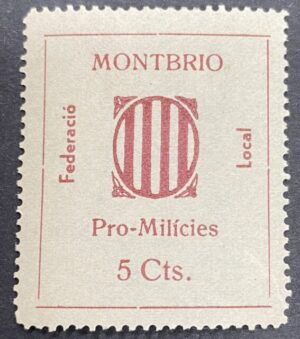 MONTBRIO
Federació
Local
Pro-Milícies
5 Cts.